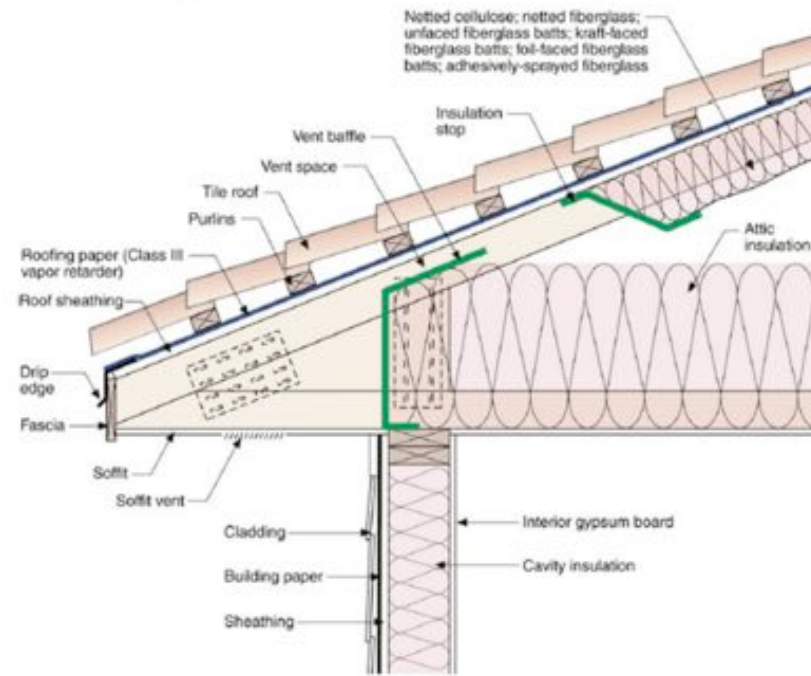 Netted cellulose; netted fiberglass;
unfaced fiberglass batts; kraft-faced
fiberglass batts; foil-faced fiberglass
batts; adhesively-sprayed fiberglass
Insulation
stop
Vent baffle
Vent space
Tile roof
Purlins
Attic
insulation
Roofing paper (Class III
vapor retarder)
Roof sheathing
Drip
edge
Fascia
Soffit
Soffit vent
Cladding
Interior gypsum board
Building paper
Cavity insulation
Sheathing